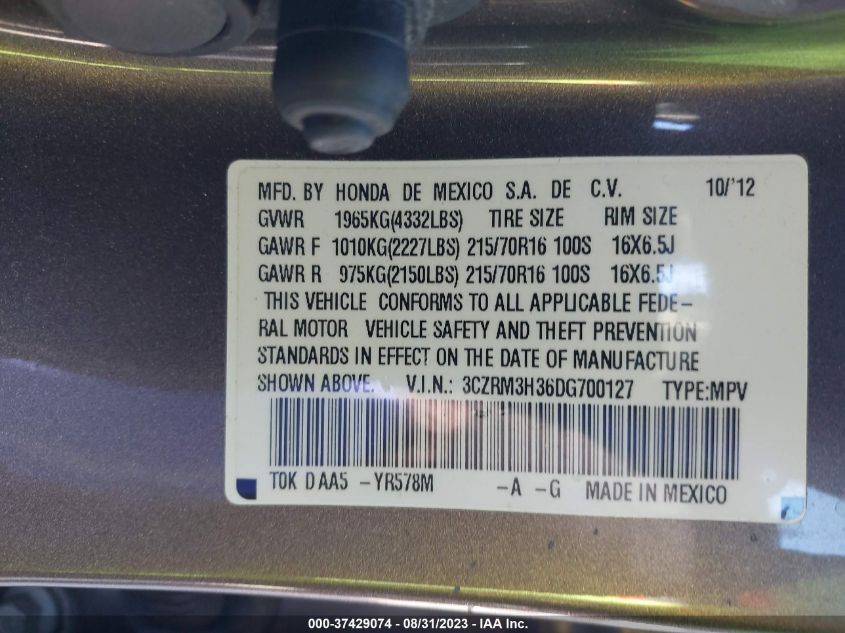 MFD. BY HONDA DE MEXICO S.A. DE C.V. 10/'12
GVWR 1965KG(4332LBS) TIRE SIZE RIM SIZE
GAWR F 1010KG(2227LBS) 215/70R16 100S 16X6.5J
GAWR R 975KG(2150LBS) 215/70R16 100S 16X6.5J
THIS VEHICLE CONFORMS TO ALL APPLICABLE FEDE-
RAL MOTOR VEHICLE SAFETY AND THEFT PREVENTION
STANDARDS IN EFFECT ON THE DATE OF MANUFACTURE
SHOWN ABOVE. V.I.N.: 3CZRM3H36DG700127 TYPE:MPV
T0K D AA5 -YR578M -A -G MADE IN MEXICO
000-37429074 - 08/31/2023 - IAA Inc.